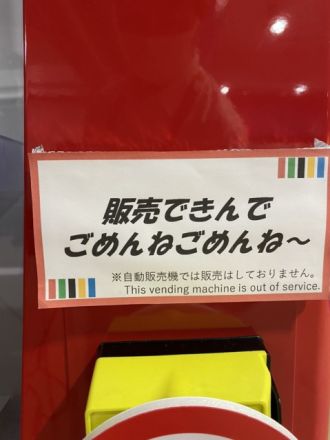 販売できんで
ごめんねごめんね～
※自動販売機では販売はしておりません。
This vending machine is out of service.